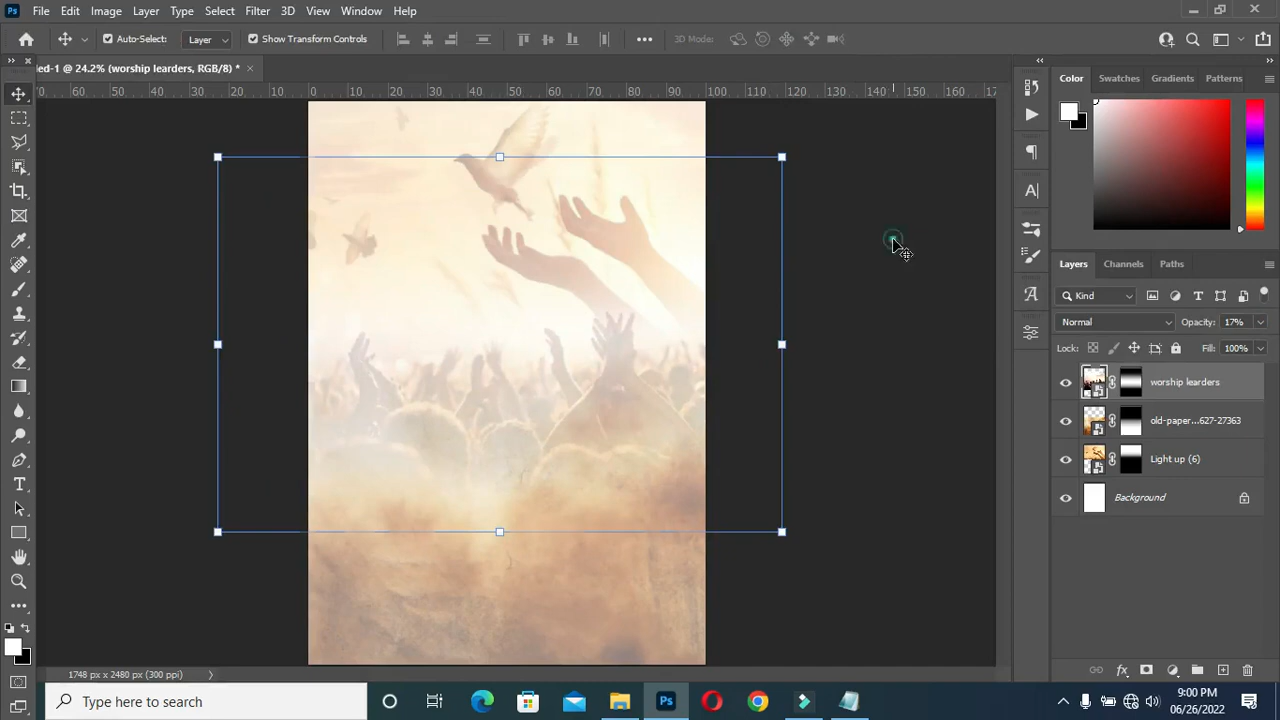 Ps File Edit Image Layer Type Select Filter 3D View Window Help
Auto-Select: Layer Show Transform Controls 3D Mode:
ed-1 @ 24.2% (worship learders, RGB/8) *
60 50 40 30 20 10 0 10 20 30 40 50 60 70 80 90 100 110 120 130 140 150 160
Color Swatches Gradients Patterns
Layers Channels Paths
Kind
Normal Opacity: 17%
Lock: Fill: 100%
worship learders
old-paper...627-27363
Light up (6)
Background
1748 px x 2480 px (300 ppi)
Type here to search
9:00 PM
06/26/2022